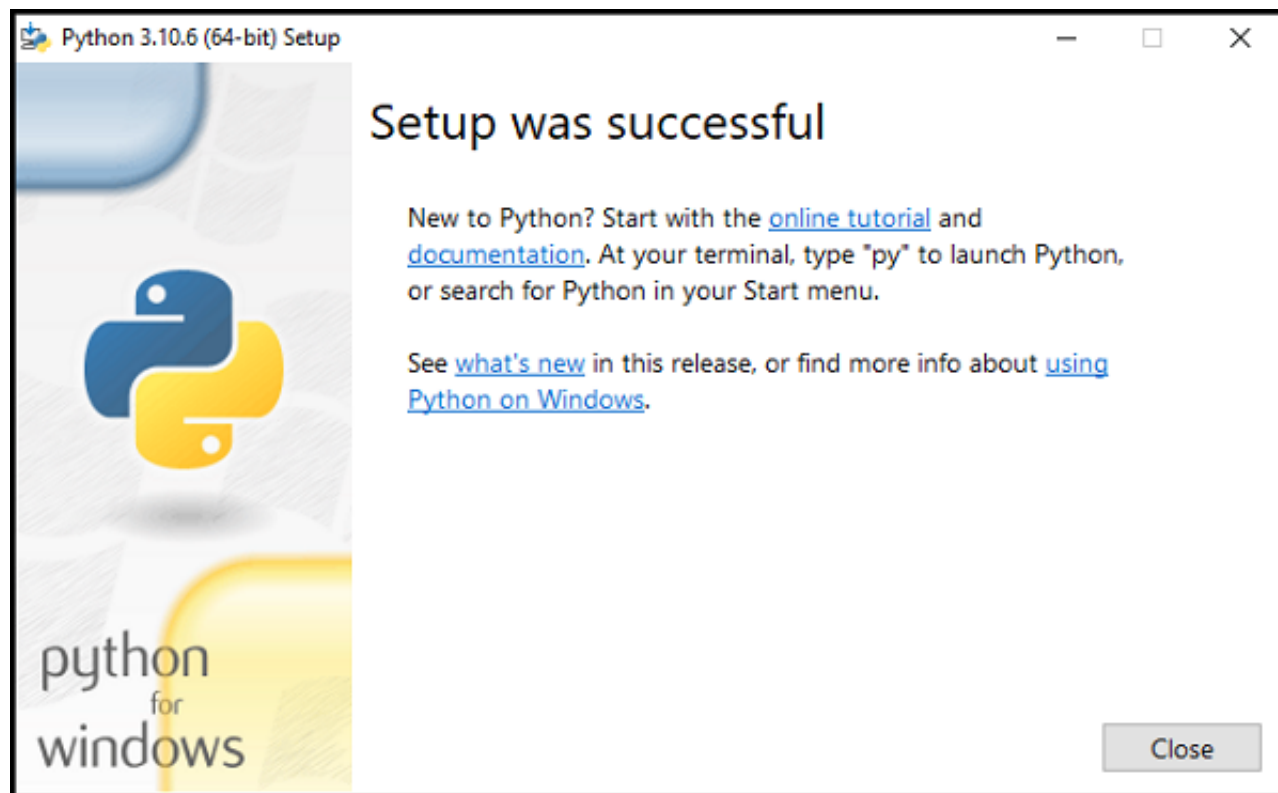 Python 3.10.6 (64-bit) Setup
Setup was successful
New to Python? Start with the online tutorial and
documentation. At your terminal, type "py" to launch Python,
or search for Python in your Start menu.
See what's new in this release, or find more info about using
Python on Windows.
python
for
windows
Close